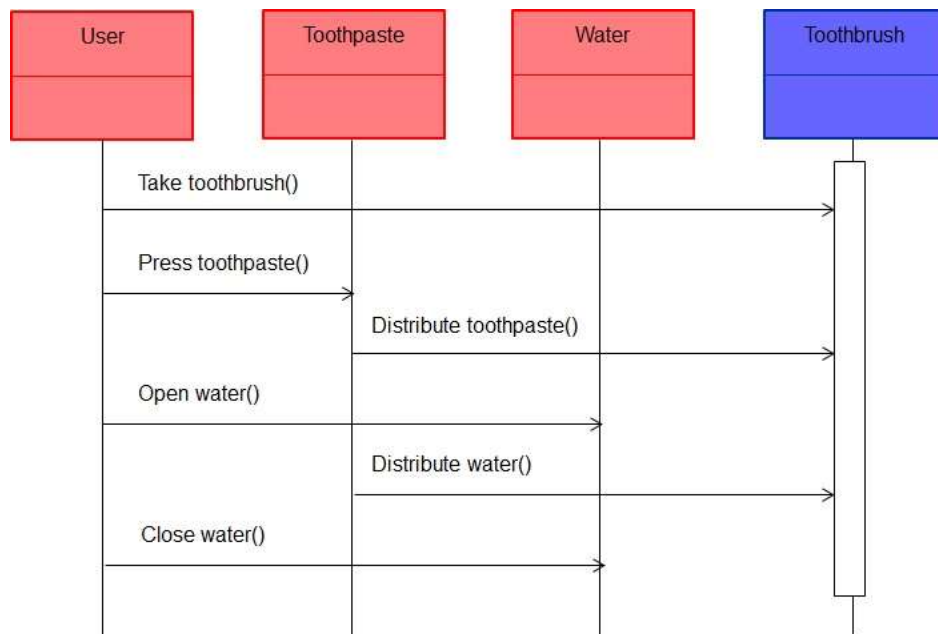 User
Toothpaste
Water
Toothbrush
Take toothbrush()
Press toothpaste()
Distribute toothpaste()
Open water()
Distribute water()
Close water()